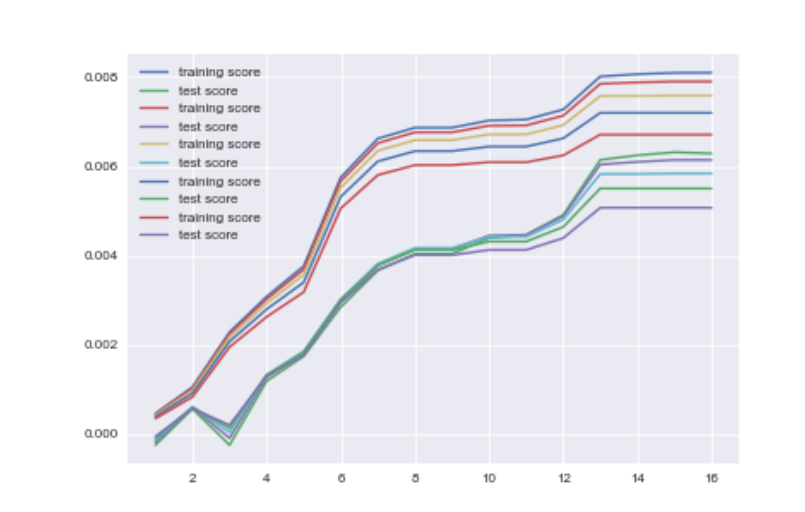 0.008
0.006
0.004
0.002
0.000
training score
test score
training score
test score
training score
test score
training score
test score
training score
test score
2 4 6 8 10 12 14 16